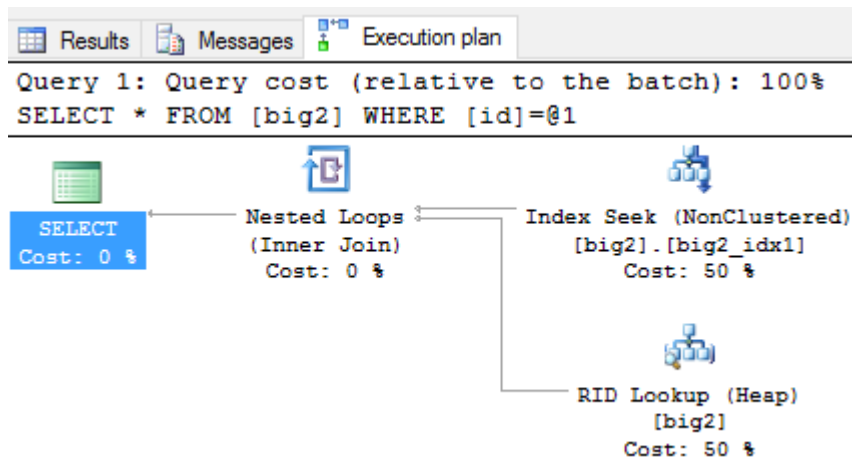 Results Messages Execution plan
Query 1: Query cost (relative to the batch): 100%
SELECT * FROM [big2] WHERE [id]=@1
SELECT
Cost: 0 %
Nested Loops
(Inner Join)
Cost: 0 %
Index Seek (NonClustered)
[big2].[big2_idx1]
Cost: 50 %
RID Lookup (Heap)
[big2]
Cost: 50 %